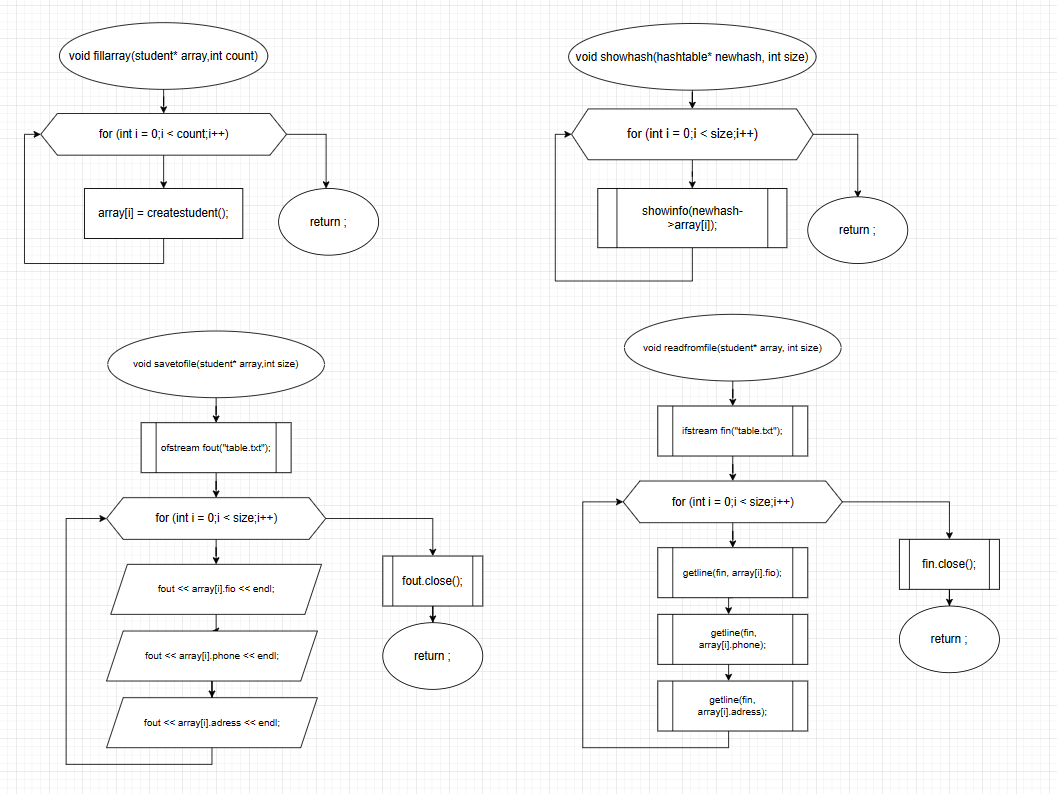 void fillarray(student* array,int count)
for (int i = 0;i < count;i++)
array[i] = createstudent();
return ;
void showhash(hashtable* newhash, int size)
for (int i = 0;i < size;i++)
showinfo(newhash-
>array[i]);
return ;
void savetofile(student* array,int size)
ofstream fout("table.txt");
for (int i = 0;i < size;i++)
fout << array[i].fio << endl;
fout << array[i].phone << endl;
fout << array[i].adress << endl;
fout.close();
return ;
void readfromfile(student* array, int size)
ifstream fin("table.txt");
for (int i = 0;i < size;i++)
getline(fin, array[i].fio);
getline(fin,
array[i].phone);
getline(fin,
array[i].adress);
fin.close();
return ;